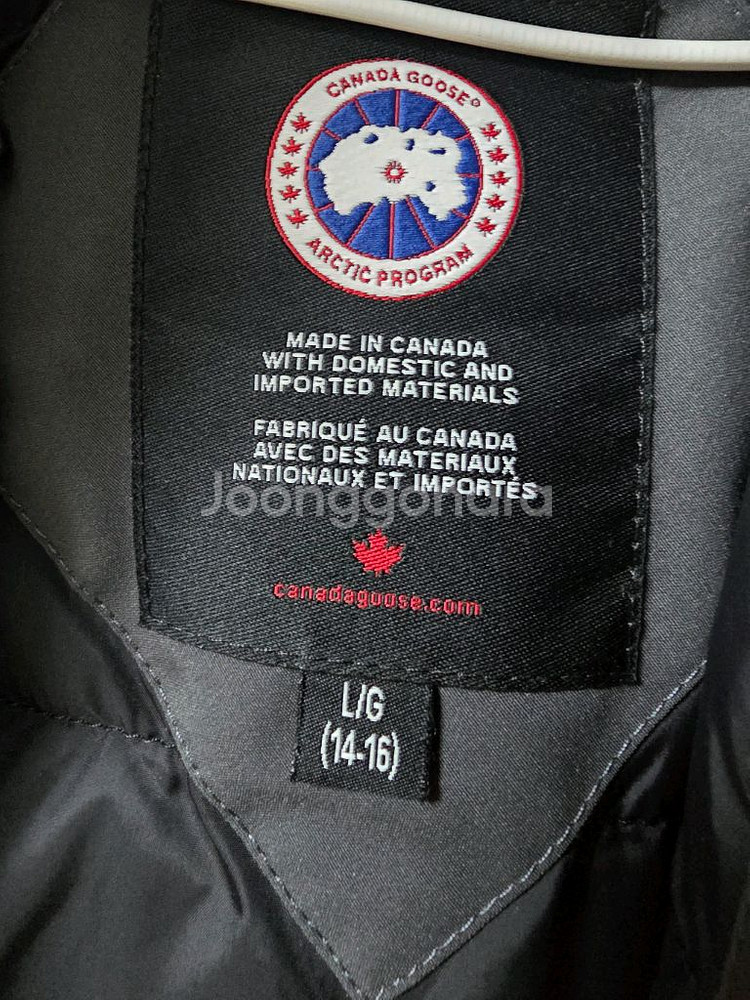 CANADA GOOSE®
ARCTIC PROGRAM
MADE IN CANADA
WITH DOMESTIC AND
IMPORTED MATERIALS
FABRIQUÉ AU CANADA
AVEC DES MATERIAUX
NATIONAUX ET IMPORTÉS
Joonggonara
canadagoose.com
L/G
(14-16)